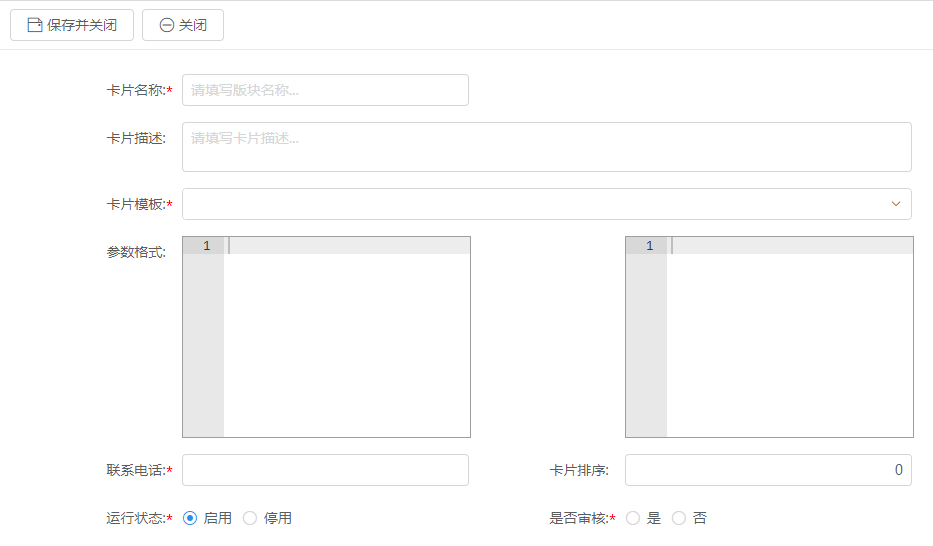 保存并关闭 关闭
卡片名称:* 请填写版块名称...
卡片描述: 请填写卡片描述...
卡片模板:*
参数格式: 1 1
联系电话:* 卡片排序: 0
运行状态:* 启用 停用 是否审核:* 是 否